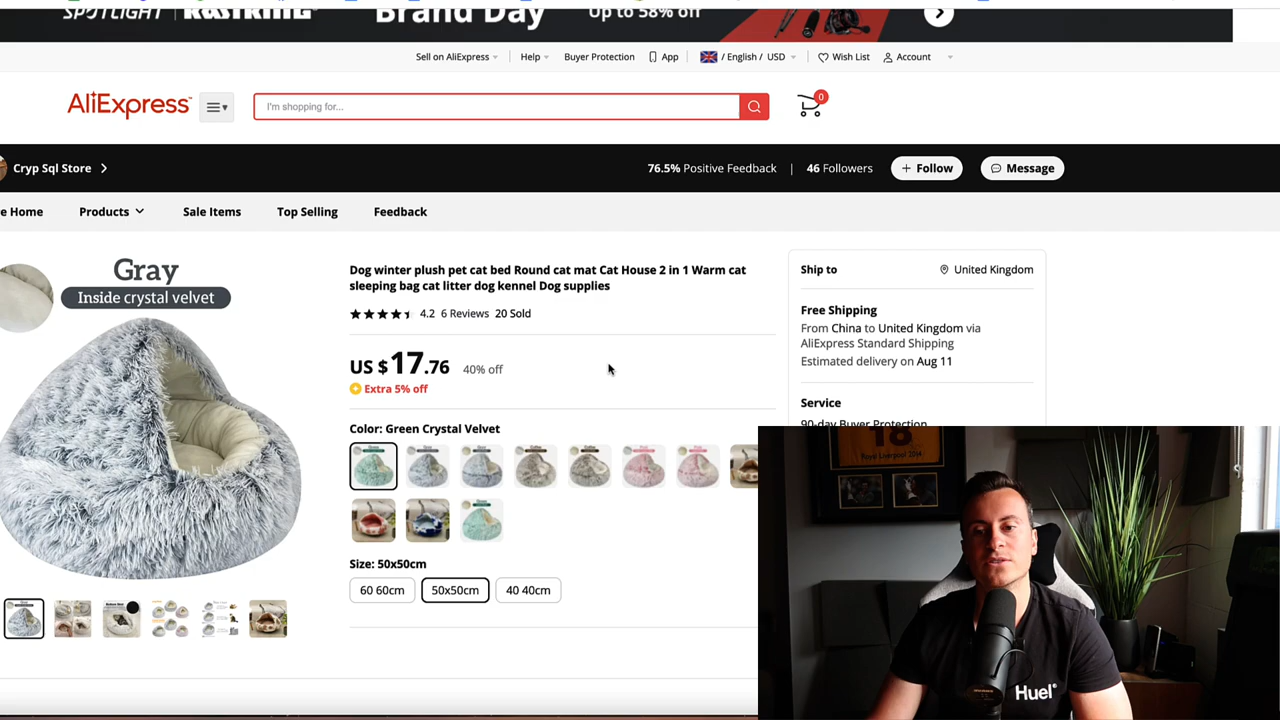 SPOTLIGHT
Brand Day
Up to 58% off
Sell on AliExpress
Help
Buyer Protection
App
/ English / USD
Wish List
Account
AliExpress
I'm shopping for...
0
Cryp Sql Store
76.5% Positive Feedback
46 Followers
+ Follow
Message
e Home
Products
Sale Items
Top Selling
Feedback
Gray
Inside crystal velvet
Dog winter plush pet cat bed Round cat mat Cat House 2 in 1 Warm cat
sleeping bag cat litter dog kennel Dog supplies
4.2 6 Reviews 20 Sold
US $17.76 40% off
Extra 5% off
Color: Green Crystal Velvet
Size: 50x50cm
60 60cm
50x50cm
40 40cm
Ship to
United Kingdom
Free Shipping
From China to United Kingdom via
AliExpress Standard Shipping
Estimated delivery on Aug 11
Service
90-day Buyer Protection
18
Huel